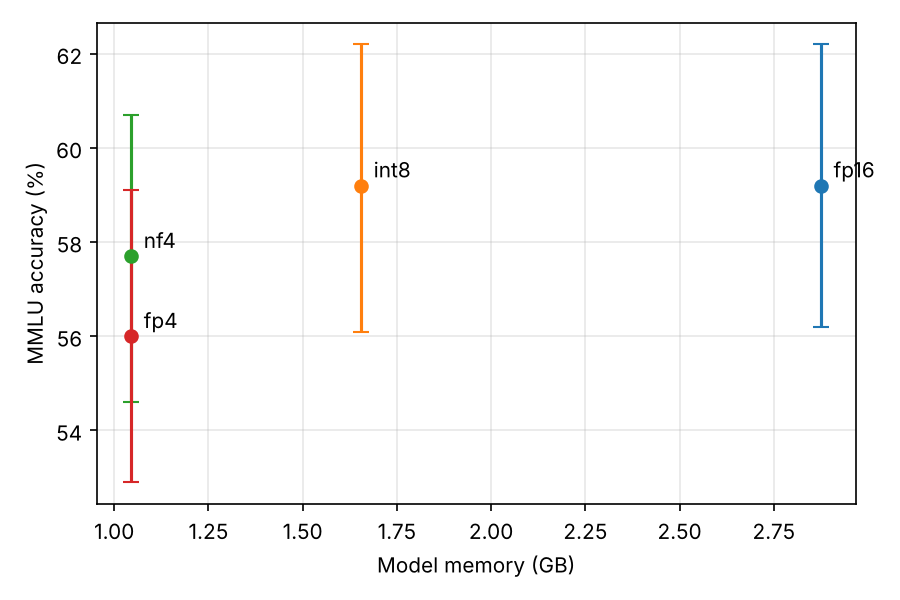 62
60
58
56
54
MMLU accuracy (%)
int8
fp16
nf4
fp4
1.00 1.25 1.50 1.75 2.00 2.25 2.50 2.75
Model memory (GB)